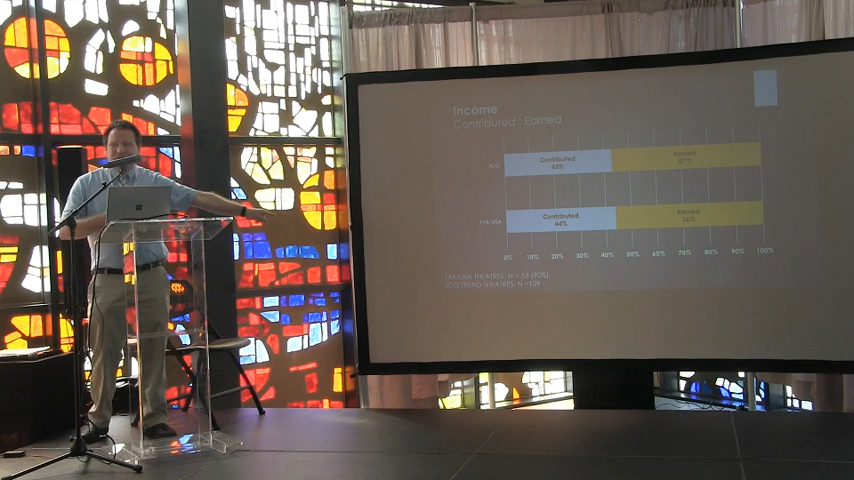 Income
Contributed : Earned
TCG
Contributed
43%
Earned
57%
TYA/USA
Contributed
44%
Earned
56%
0% 10% 20% 30% 40% 50% 60% 70% 80% 90% 100%
TYA/USA THEATRES: N = 53 (90%)
TCG TREND THEATRES: N =129